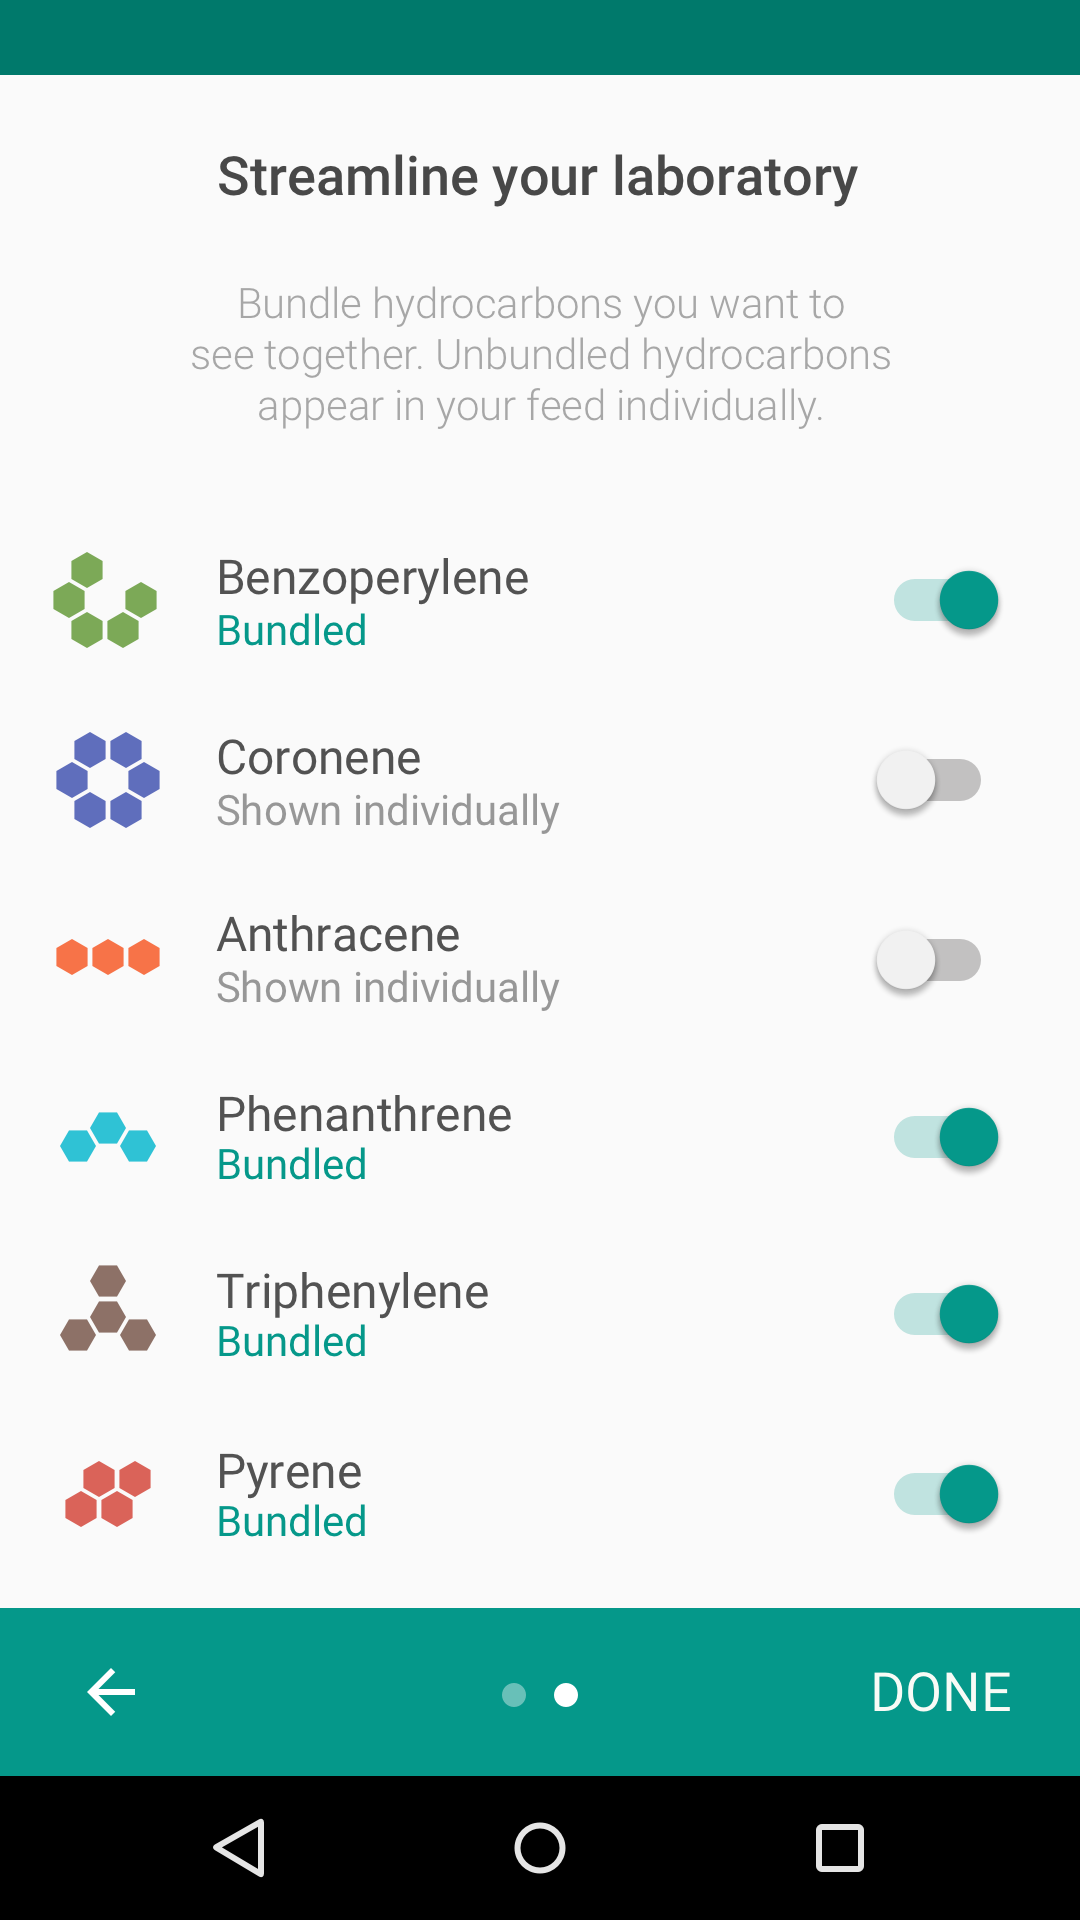 Streamline your laboratory
Bundle hydrocarbons you want to
see together. Unbundled hydrocarbons
appear in your feed individually.
Benzoperylene
Bundled
Coronene
Shown individually
Anthracene
Shown individually
Phenanthrene
Bundled
Triphenylene
Bundled
Pyrene
Bundled
DONE